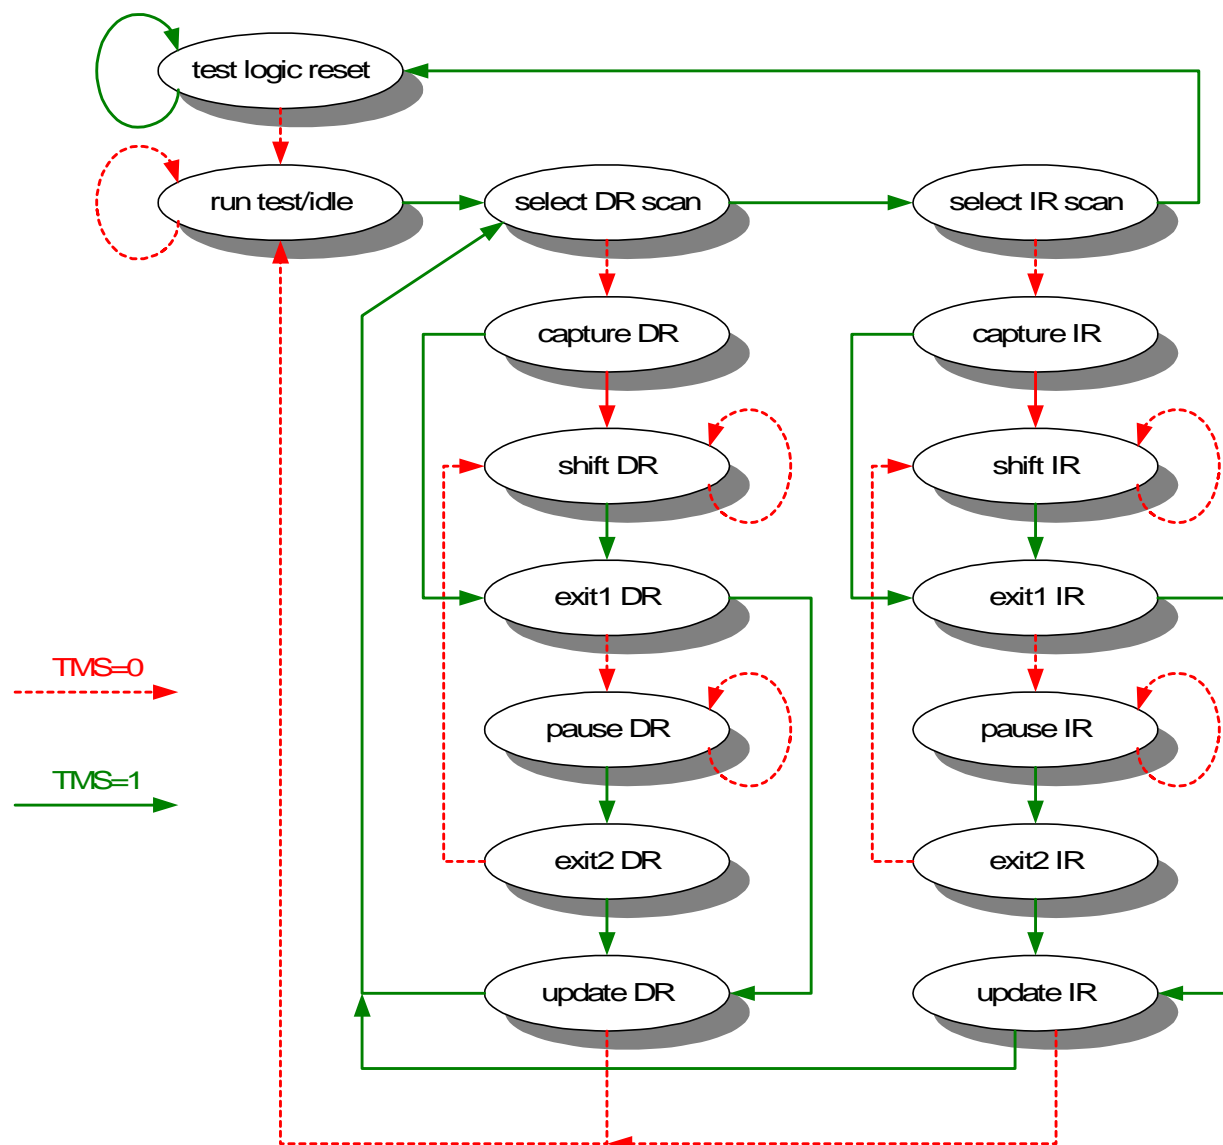 test logic reset
run test/idle
select DR scan
select IR scan
capture DR
capture IR
shift DR
shift IR
exit1 DR
exit1 IR
TMS=0
pause DR
pause IR
TMS=1
exit2 DR
exit2 IR
update DR
update IR